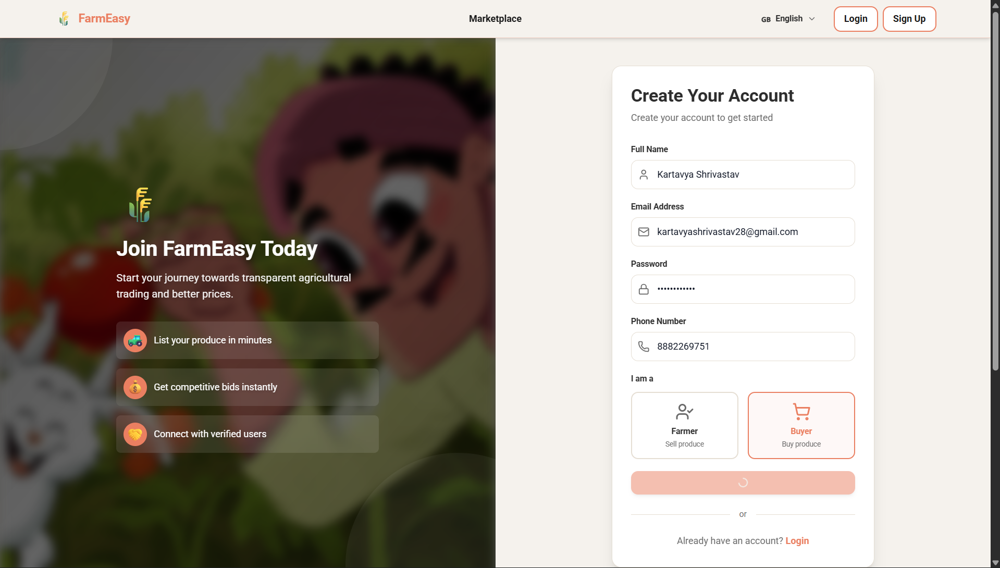 FarmEasy
Marketplace
GB English
Login
Sign Up
Join FarmEasy Today
Start your journey towards transparent agricultural
trading and better prices.
List your produce in minutes
Get competitive bids instantly
Connect with verified users
Create Your Account
Create your account to get started
Full Name
Kartavya Shrivastav
Email Address
kartavyashrivastav28@gmail.com
Password
••••••••••••
Phone Number
8882269751
I am a
Farmer
Sell produce
Buyer
Buy produce
or
Already have an account? Login